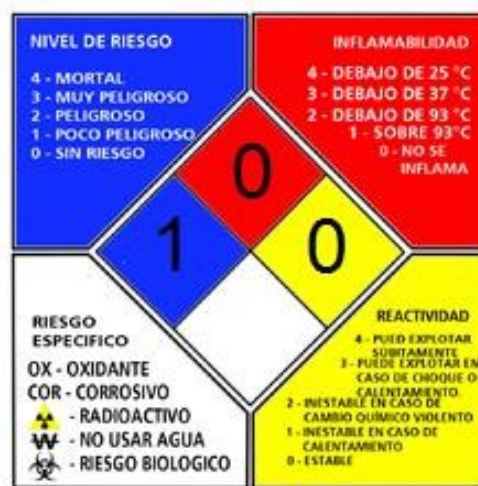 NIVEL DE RIESGO
4 - MORTAL
3 - MUY PELIGROSO
2 - PELIGROSO
1 - POCO PELIGROSO
0 - SIN RIESGO
INFLAMABILIDAD
4 - DEBAJO DE 25 °C
3 - DEBAJO DE 37 °C
2 - DEBAJO DE 93 °C
1 - SOBRE 93°C
0 - NO SE
INFLAMA
0
1
0
RIESGO
ESPECIFICO
OX - OXIDANTE
COR - CORROSIVO
- RADIOACTIVO
W - NO USAR AGUA
- RIESGO BIOLOGICO
REACTIVIDAD
4 - PUED EXPLOTAR
SÚBITAMENTE
3 - PUEDE EXPLOTAR EN
CASO DE CHOQUE O
CALENTAMIENTO.
2 - INESTABLE EN CASO DE
CAMBIO QUÍMICO VIOLENTO
1 - INESTABLE EN CASO DE
CALENTAMIENTO
0 - ESTABLE